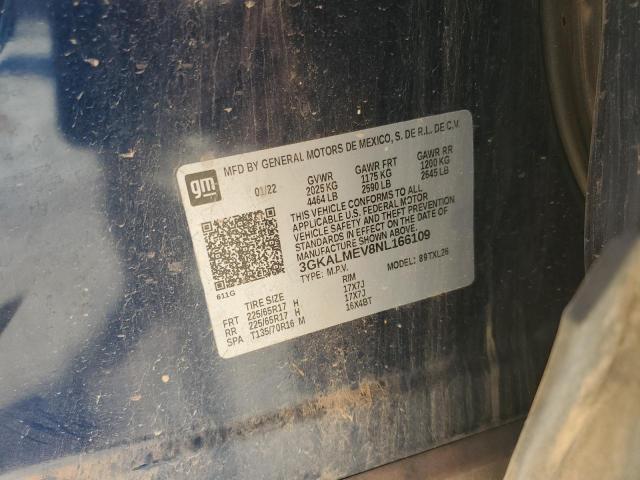 gm
MFD BY GENERAL MOTORS DE MEXICO, S. DE R.L. DE C.V.
01/22 GVWR GAWR FRT GAWR RR
2025 KG 1175 KG 1200 KG
4464 LB 2590 LB 2645 LB
THIS VEHICLE CONFORMS TO ALL
APPLICABLE U.S. FEDERAL MOTOR
VEHICLE SAFETY AND THEFT PREVENTION
STANDARDS IN EFFECT ON THE DATE OF
MANUFACTURE SHOWN ABOVE.
3GKALMEV8NL166109
TYPE: M.P.V. MODEL: 89TXL26
611G
TIRE SIZE RIM
FRT 225/65R17 H 17X7J
RR 225/65R17 H 17X7J
SPA T135/70R16 M 16X4BT